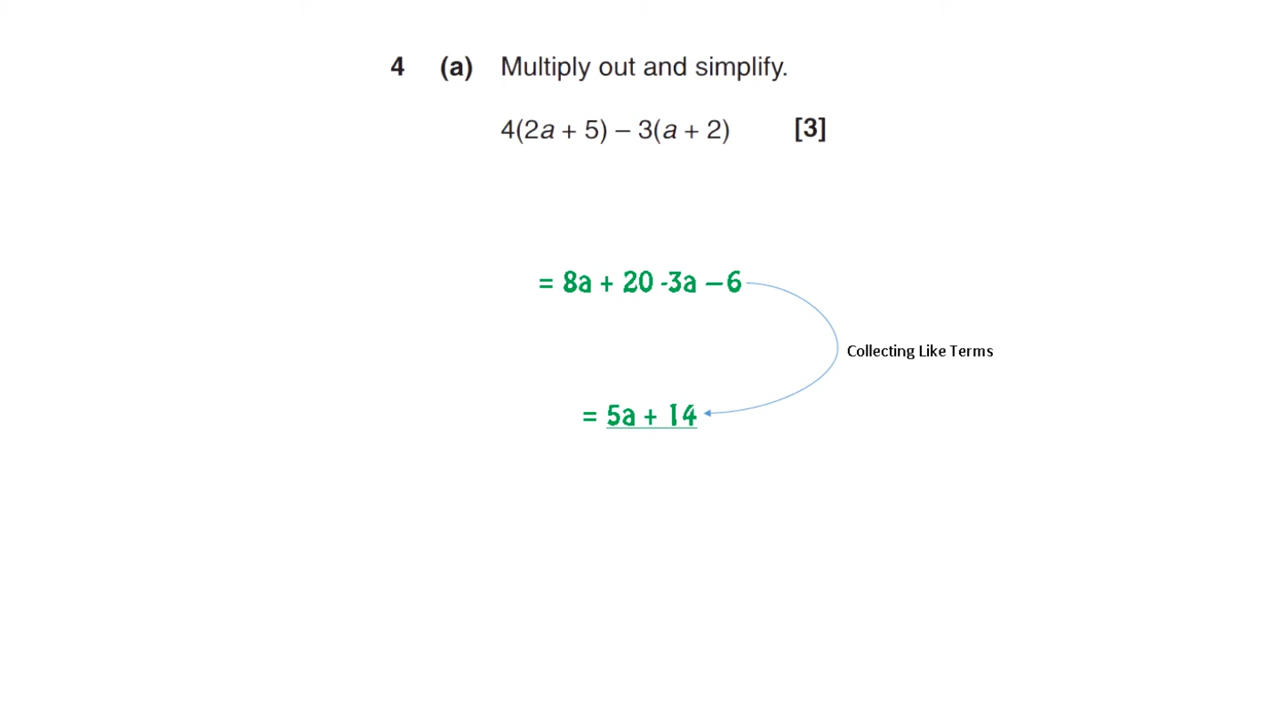 4 (a) Multiply out and simplify.
4(2a + 5) – 3(a + 2) [3]
= 8a + 20 -3a – 6
Collecting Like Terms
= 5a + 14